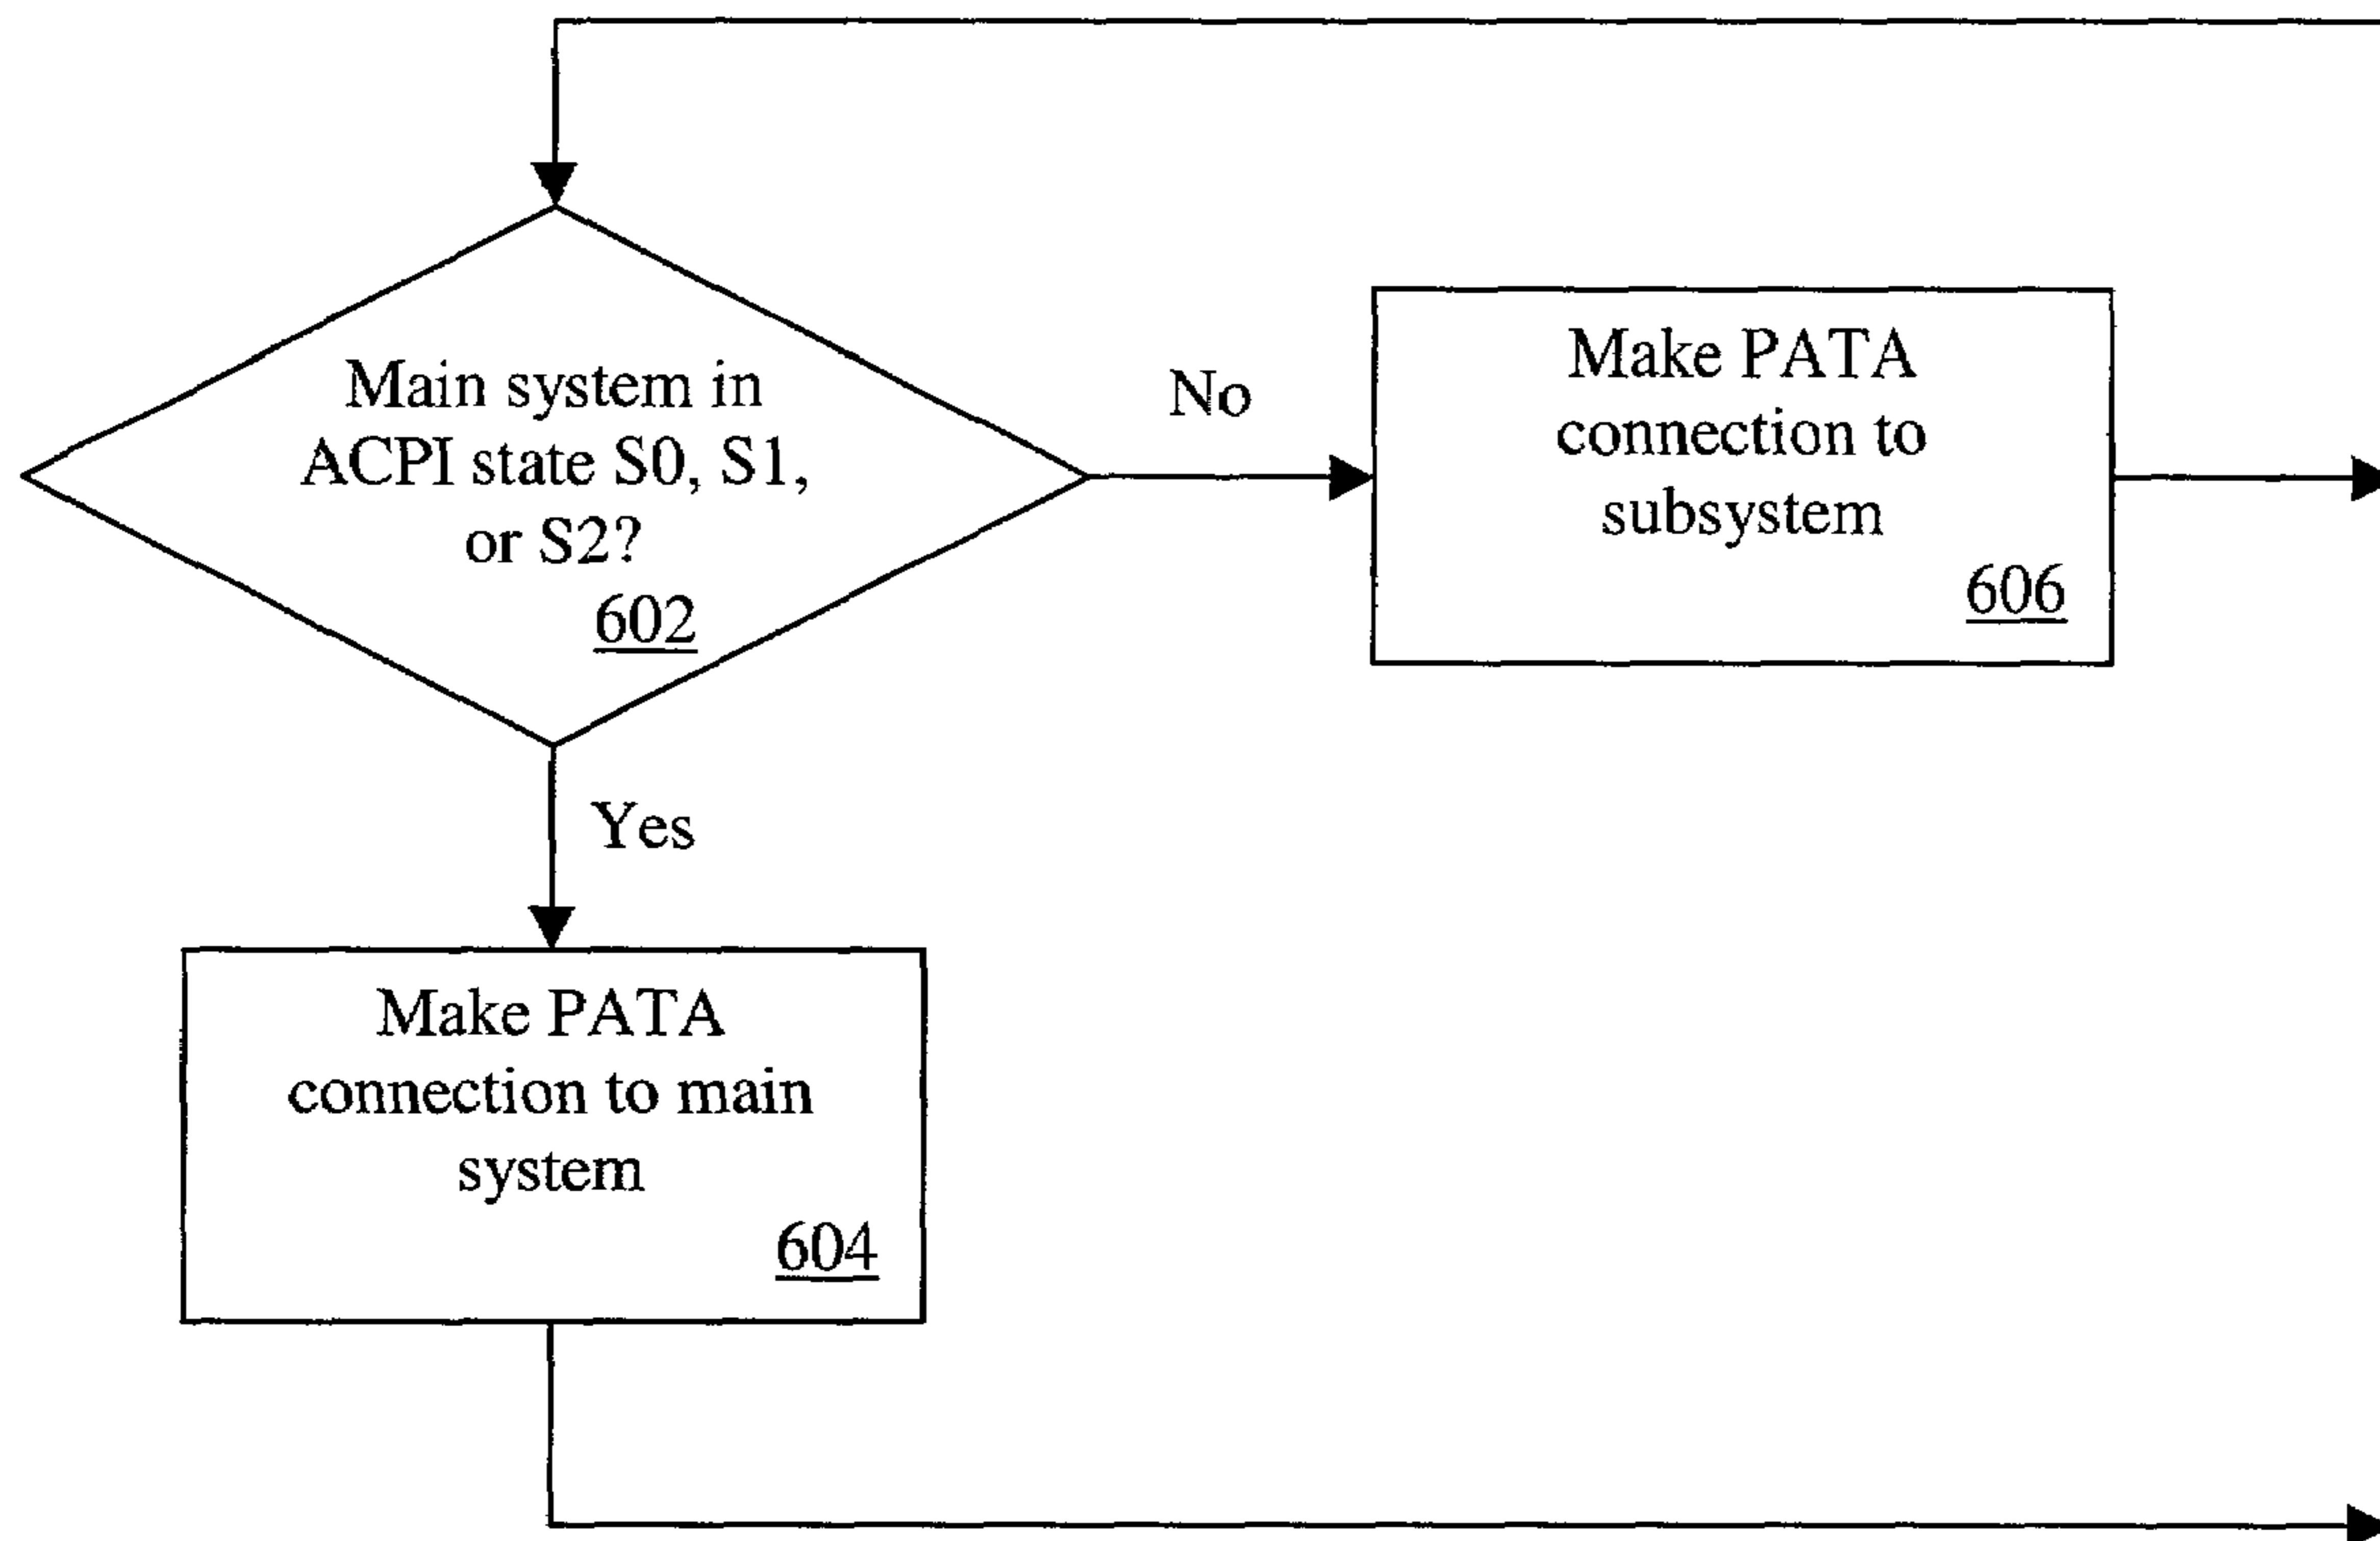 Main system in
ACPI state S0, S1,
or S2?
602
No
Make PATA
connection to
subsystem
606
Yes
Make PATA
connection to main
system
604